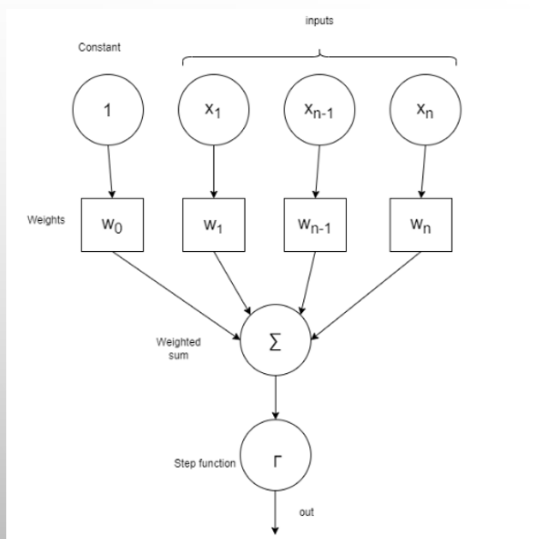 inputs
Constant
1
x₁
xₙ₋₁
xₙ
Weights
w₀
w₁
wₙ₋₁
wₙ
Weighted
sum
Σ
Step function
Γ
out